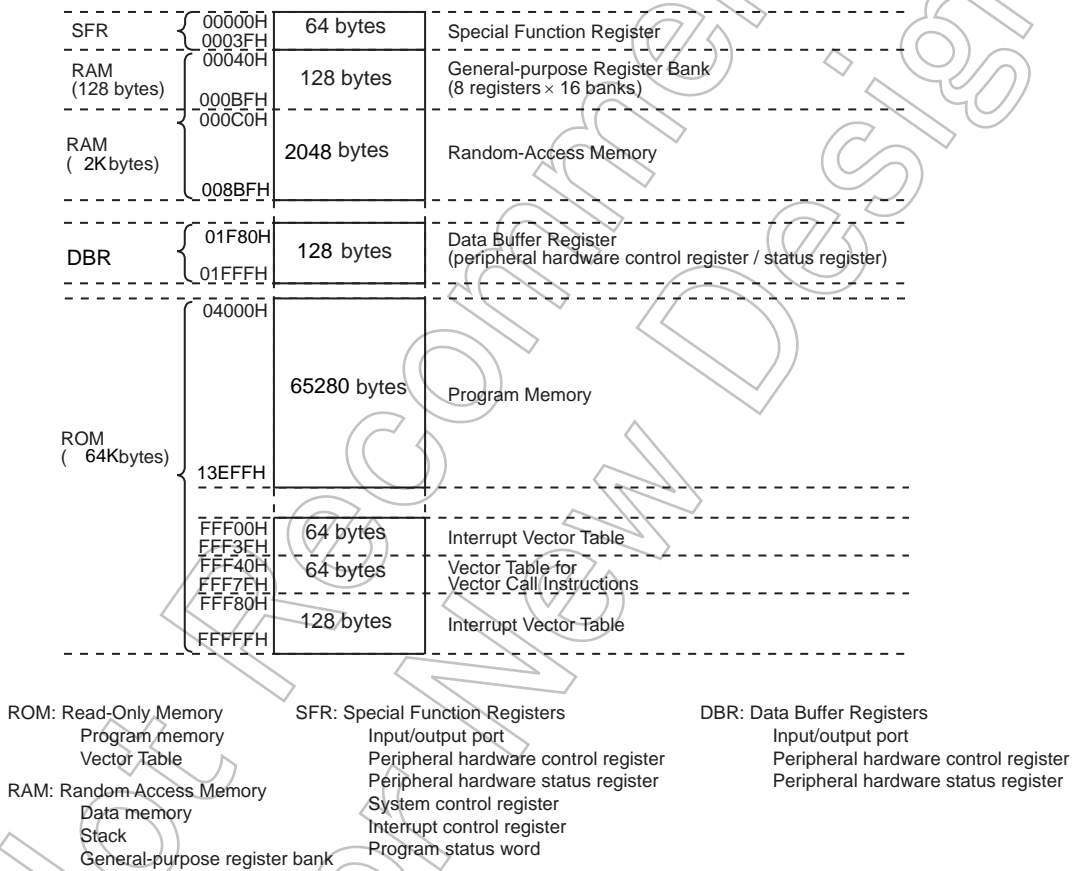 SFR 00000H 64 bytes Special Function Register
0003FH
RAM 00040H 128 bytes General-purpose Register Bank
(128 bytes) (8 registers × 16 banks)
000BFH
000C0H
RAM 2048 bytes Random-Access Memory
( 2K bytes)
008BFH
01F80H 128 bytes Data Buffer Register
DBR (peripheral hardware control register / status register)
01FFFH
04000H
65280 bytes Program Memory
ROM
( 64Kbytes)
13EFFH
FFF00H 64 bytes Interrupt Vector Table
FFF3FH
FFF40H 64 bytes Vector Table for
FFF7FH Vector Call Instructions
FFF80H
128 bytes Interrupt Vector Table
FFFFFH
ROM: Read-Only Memory
Program memory
Vector Table
RAM: Random Access Memory
Data memory
Stack
General-purpose register bank
SFR: Special Function Registers
Input/output port
Peripheral hardware control register
Peripheral hardware status register
System control register
Interrupt control register
Program status word
DBR: Data Buffer Registers
Input/output port
Peripheral hardware control register
Peripheral hardware status register